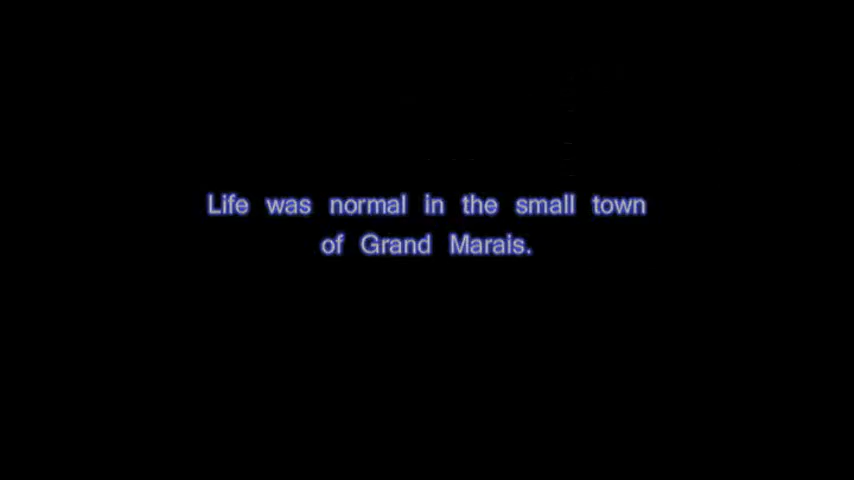 Life was normal in the small town
of Grand Marais.